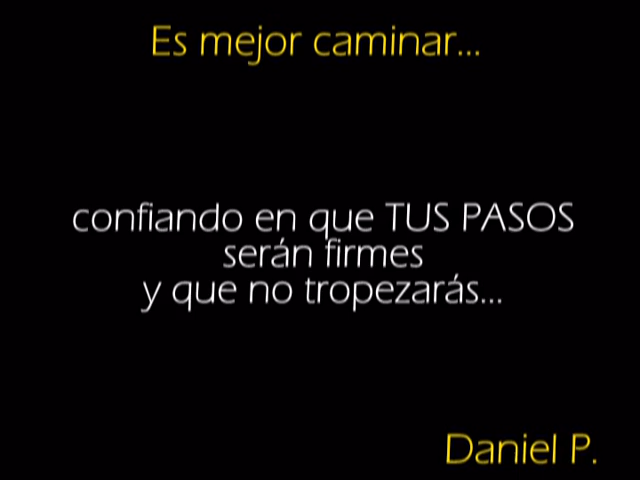 Es mejor caminar...
confiando en que TUS PASOS
serán firmes
y que no tropezarás...
Daniel P.